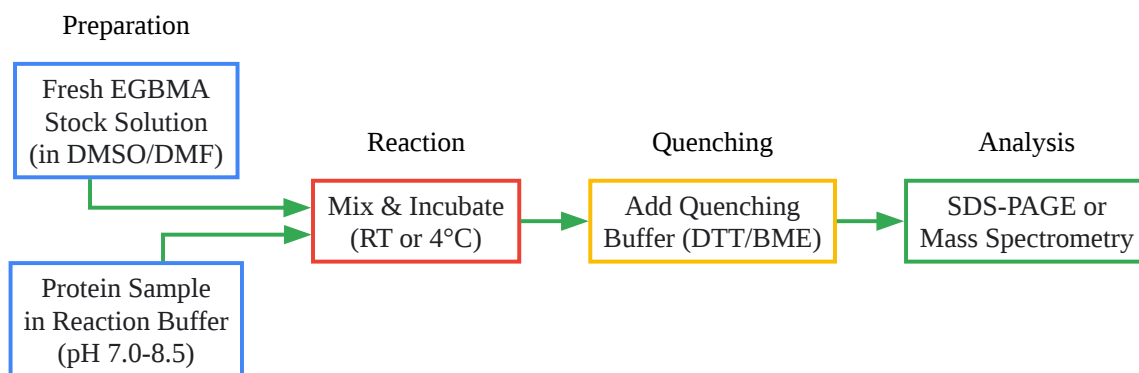 Preparation
Fresh EGBMA
Stock Solution
(in DMSO/DMF)
Protein Sample
in Reaction Buffer
(pH 7.0-8.5)
Reaction
Mix & Incubate
(RT or 4°C)
Quenching
Add Quenching
Buffer (DTT/BME)
Analysis
SDS-PAGE or
Mass Spectrometry